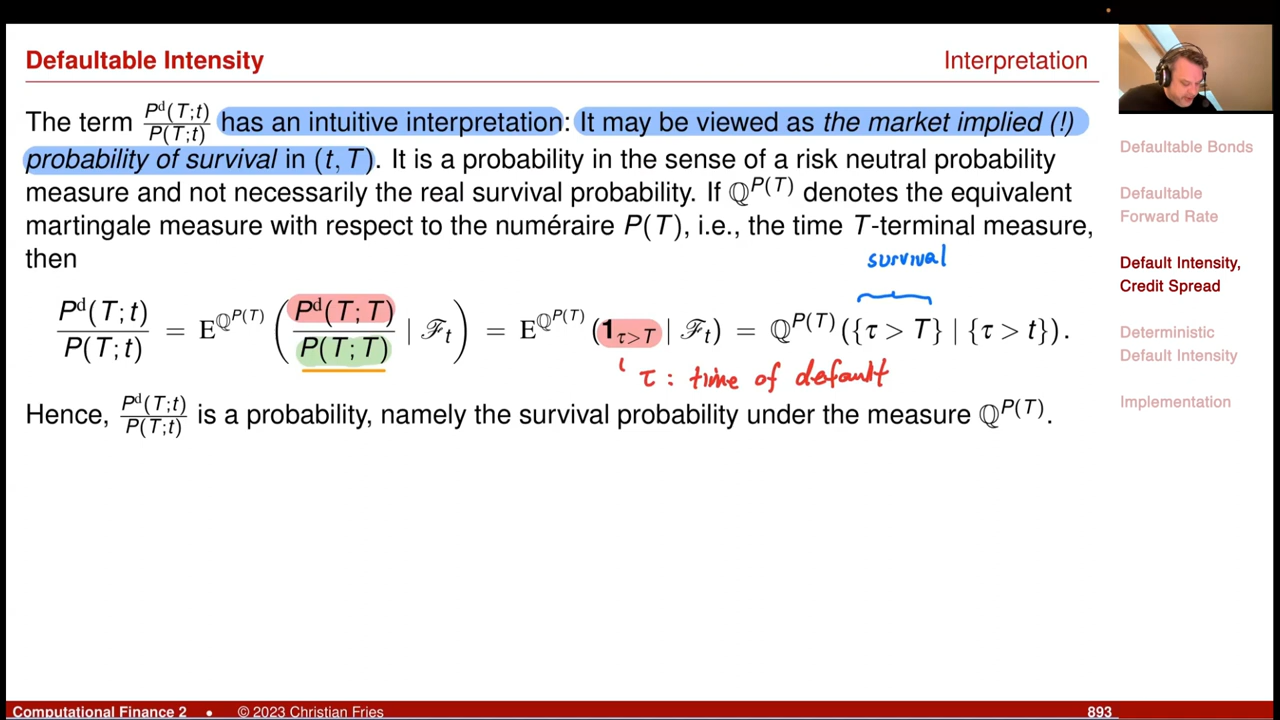 Defaultable Intensity
Interpretation
The term P^d(T;t)/P(T;t) has an intuitive interpretation: It may be viewed as the market implied (!)
probability of survival in (t, T). It is a probability in the sense of a risk neutral probability
measure and not necessarily the real survival probability. If ℚ^P(T) denotes the equivalent
martingale measure with respect to the numéraire P(T), i.e., the time T-terminal measure,
then
survival
P^d(T;t)/P(T;t) = E^ℚ^P(T) (P^d(T;T)/P(T;T) | ℱ_t) = E^ℚ^P(T) (𝟏_τ>T | ℱ_t) = ℚ^P(T) ({τ > T} | {τ > t}).
τ : time of default
Hence, P^d(T;t)/P(T;t) is a probability, namely the survival probability under the measure ℚ^P(T).
Defaultable Bonds
Defaultable
Forward Rate
Default Intensity,
Credit Spread
Deterministic
Default Intensity
Implementation
Computational Finance 2 • © 2023 Christian Fries
893